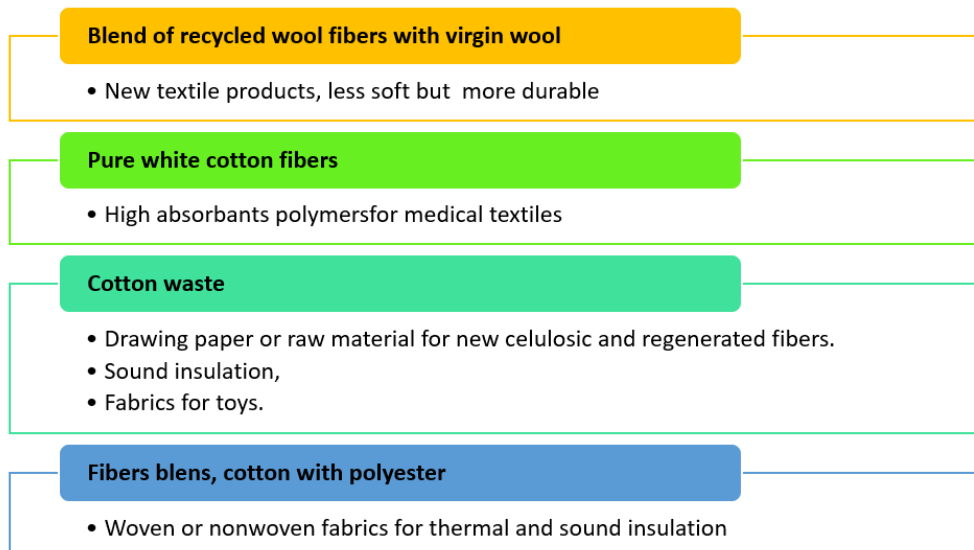 Blend of recycled wool fibers with virgin wool
• New textile products, less soft but  more durable
Pure white cotton fibers
• High absorbants polymersfor medical textiles
Cotton waste
• Drawing paper or raw material for new celulosic and regenerated fibers.
• Sound insulation,
• Fabrics for toys.
Fibers blens, cotton with polyester
• Woven or nonwoven fabrics for thermal and sound insulation